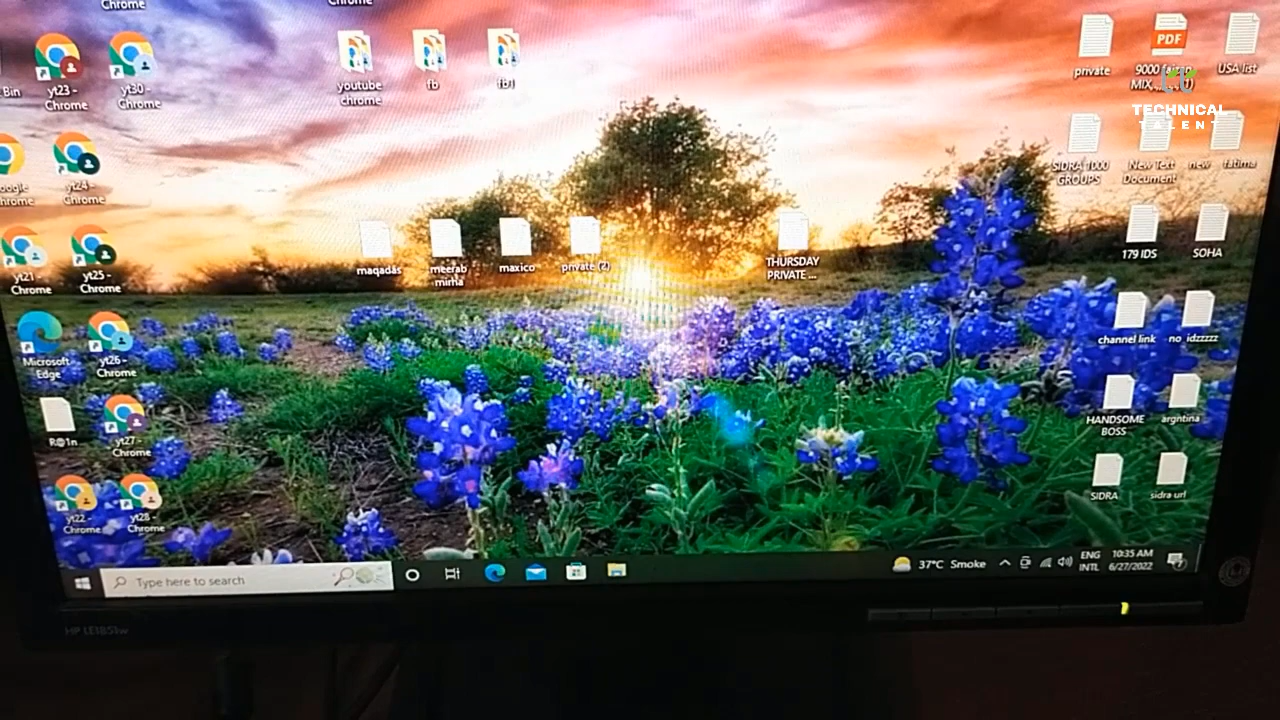 Chrome
Chrome
Bin
yt23 -
Chrome
yt30 -
Chrome
youtube
chrome
fb
fb1
private
PDF
9000 faizan
USA list
TECHNICAL
TALENT
Chrome
yt24 -
Chrome
SIDRA 1000
GROUPS
New Text
Document
new
fatima
yt21 -
Chrome
yt25 -
Chrome
maqadas
meerab
mirha
maxico
private (2)
THURSDAY
PRIVATE ...
179 IDS
SOHA
Microsoft
Edge
yt26 -
Chrome
channel link
no_idzzzzz
R@1n
yt27 -
Chrome
HANDSOME
BOSS
argntina
yt22 -
Chrome
yt28 -
Chrome
SIDRA
sidra url
Type here to search
37°C Smoke
ENG
INTL
10:35 AM
6/27/2022
HP LE1851w